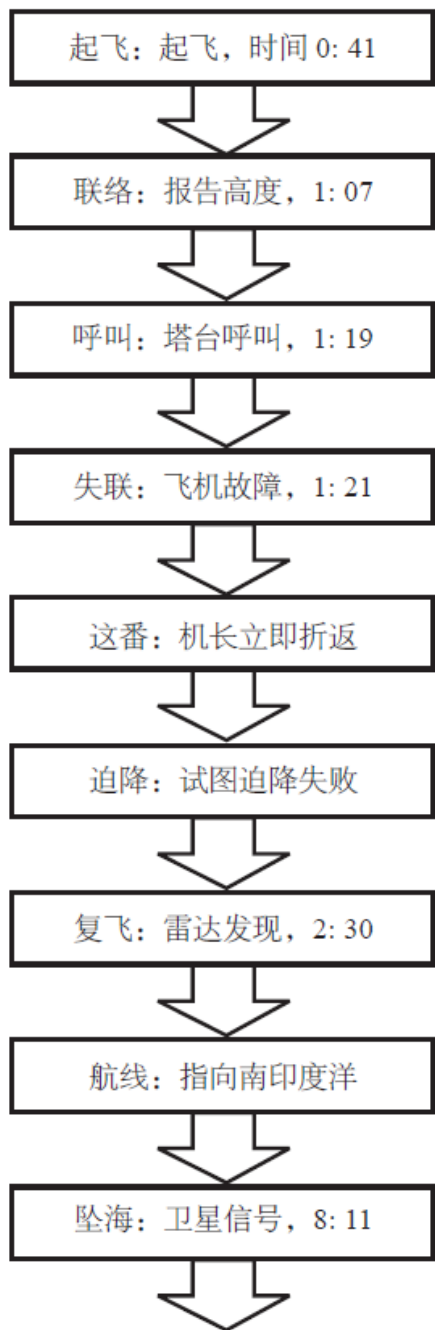 起飞：起飞，时间 0: 41
联络：报告高度，1: 07
呼叫：塔台呼叫，1: 19
失联：飞机故障，1: 21
这番：机长立即折返
迫降：试图迫降失败
复飞：雷达发现，2: 30
航线：指向南印度洋
坠海：卫星信号，8: 11